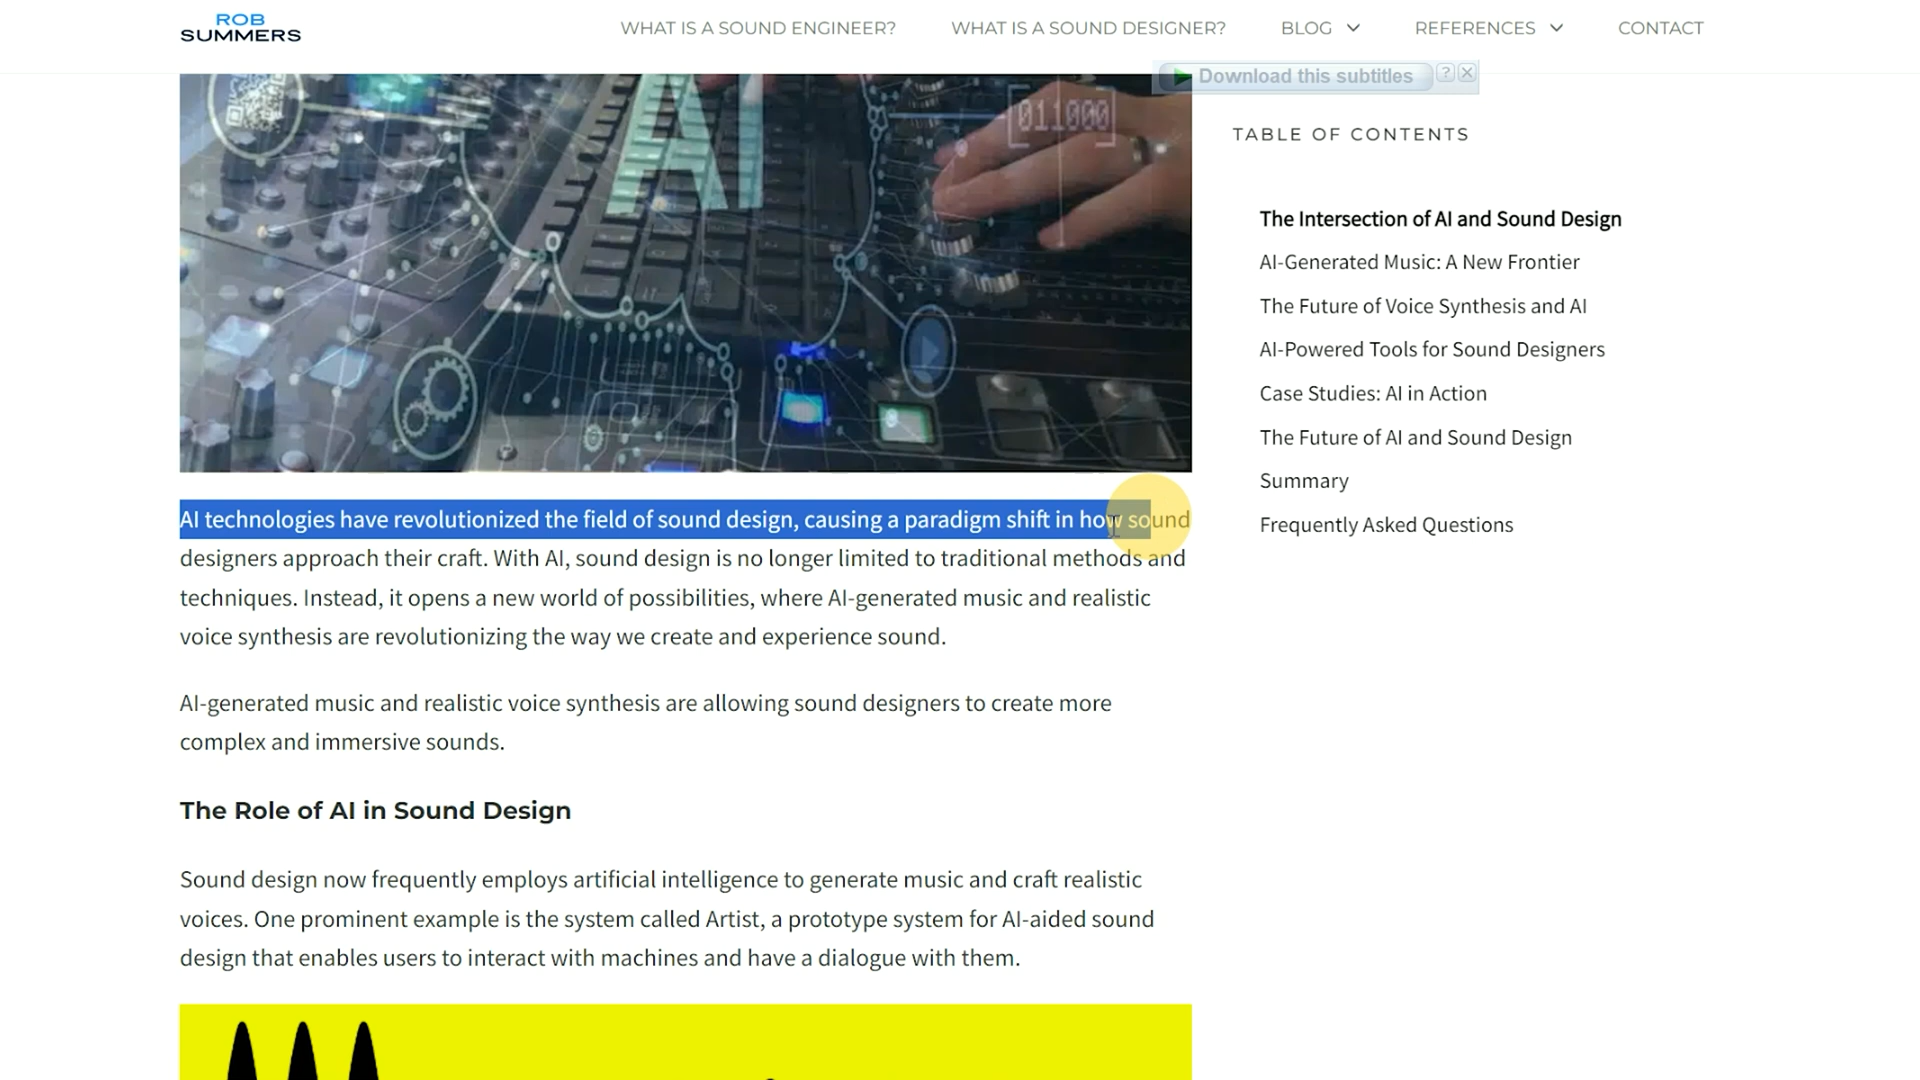 ROB
SUMMERS
WHAT IS A SOUND ENGINEER?
WHAT IS A SOUND DESIGNER?
BLOG
REFERENCES
CONTACT
Download this subtitles
?
AI
011000
TABLE OF CONTENTS
The Intersection of AI and Sound Design
AI-Generated Music: A New Frontier
The Future of Voice Synthesis and AI
AI-Powered Tools for Sound Designers
Case Studies: AI in Action
The Future of AI and Sound Design
Summary
Frequently Asked Questions
AI technologies have revolutionized the field of sound design, causing a paradigm shift in how sound
designers approach their craft. With AI, sound design is no longer limited to traditional methods and
techniques. Instead, it opens a new world of possibilities, where AI-generated music and realistic
voice synthesis are revolutionizing the way we create and experience sound.
AI-generated music and realistic voice synthesis are allowing sound designers to create more
complex and immersive sounds.
The Role of AI in Sound Design
Sound design now frequently employs artificial intelligence to generate music and craft realistic
voices. One prominent example is the system called Artist, a prototype system for AI-aided sound
design that enables users to interact with machines and have a dialogue with them.